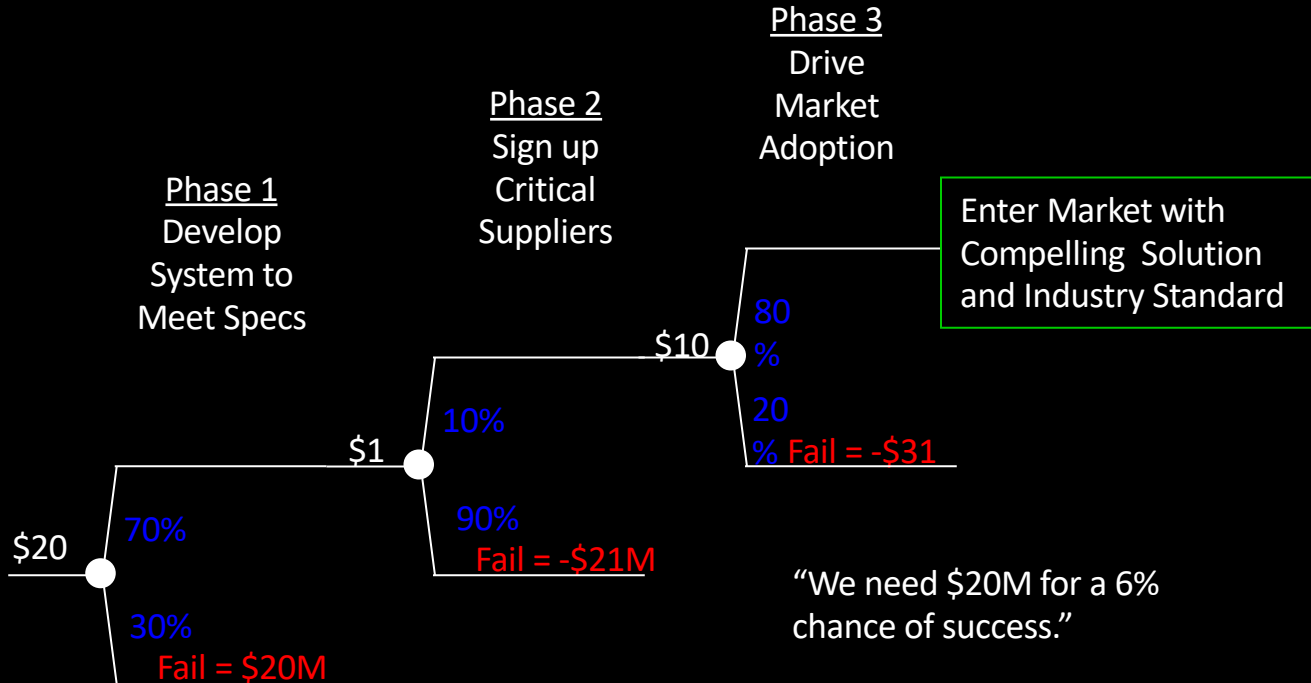 Phase 1
Develop
System to
Meet Specs
Phase 2
Sign up
Critical
Suppliers
Phase 3
Drive
Market
Adoption
Enter Market with
Compelling Solution
and Industry Standard
$20
70%
30%
Fail = $20M
$1
10%
90%
Fail = -$21M
$10
80
%
20
% Fail = -$31
“We need $20M for a 6%
chance of success.”